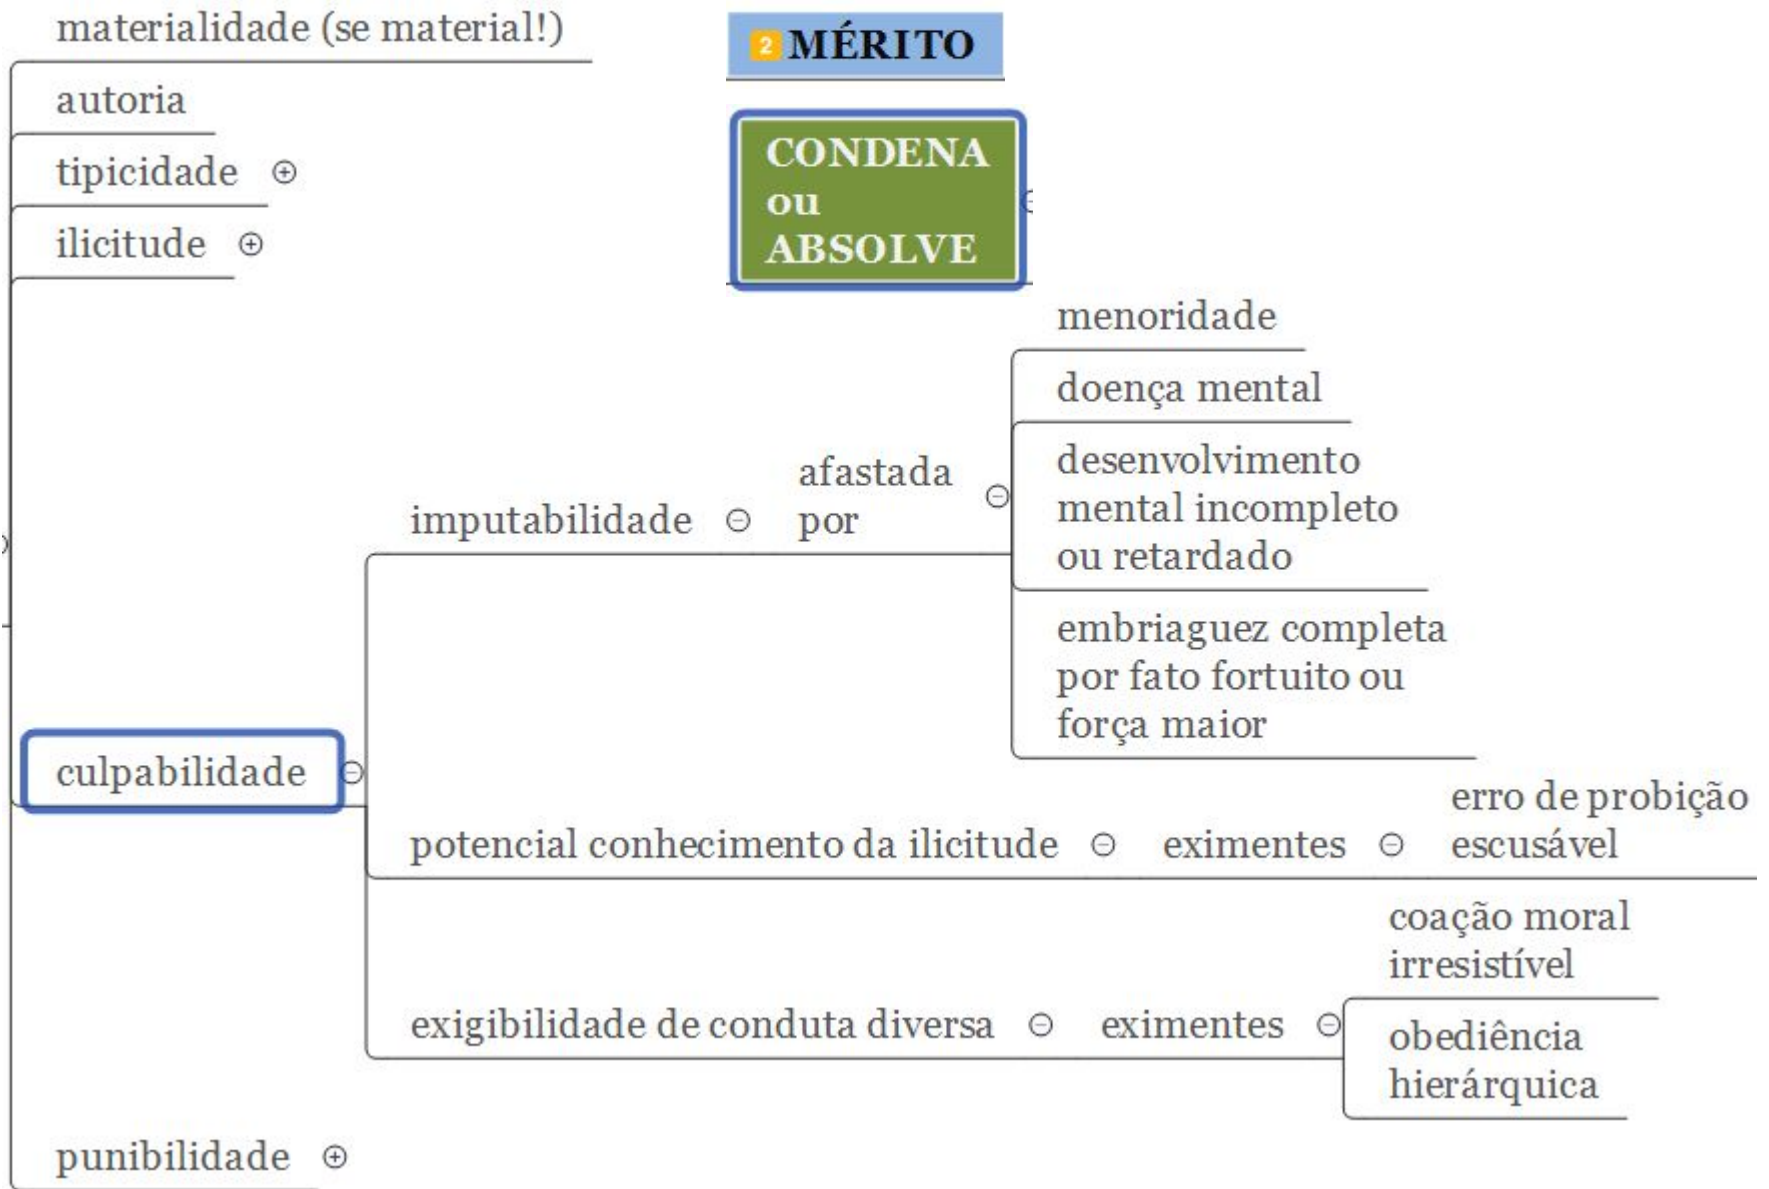 materialidade (se material!)
2 MÉRITO
autoria
tipicidade
ilicitude
CONDENA
ou
ABSOLVE
culpabilidade
imputabilidade
afastada
por
menoridade
doença mental
desenvolvimento
mental incompleto
ou retardado
embriaguez completa
por fato fortuito ou
força maior
potencial conhecimento da ilicitude
eximentes
erro de probição
escusável
exigibilidade de conduta diversa
eximentes
coação moral
irresistível
obediência
hierárquica
punibilidade